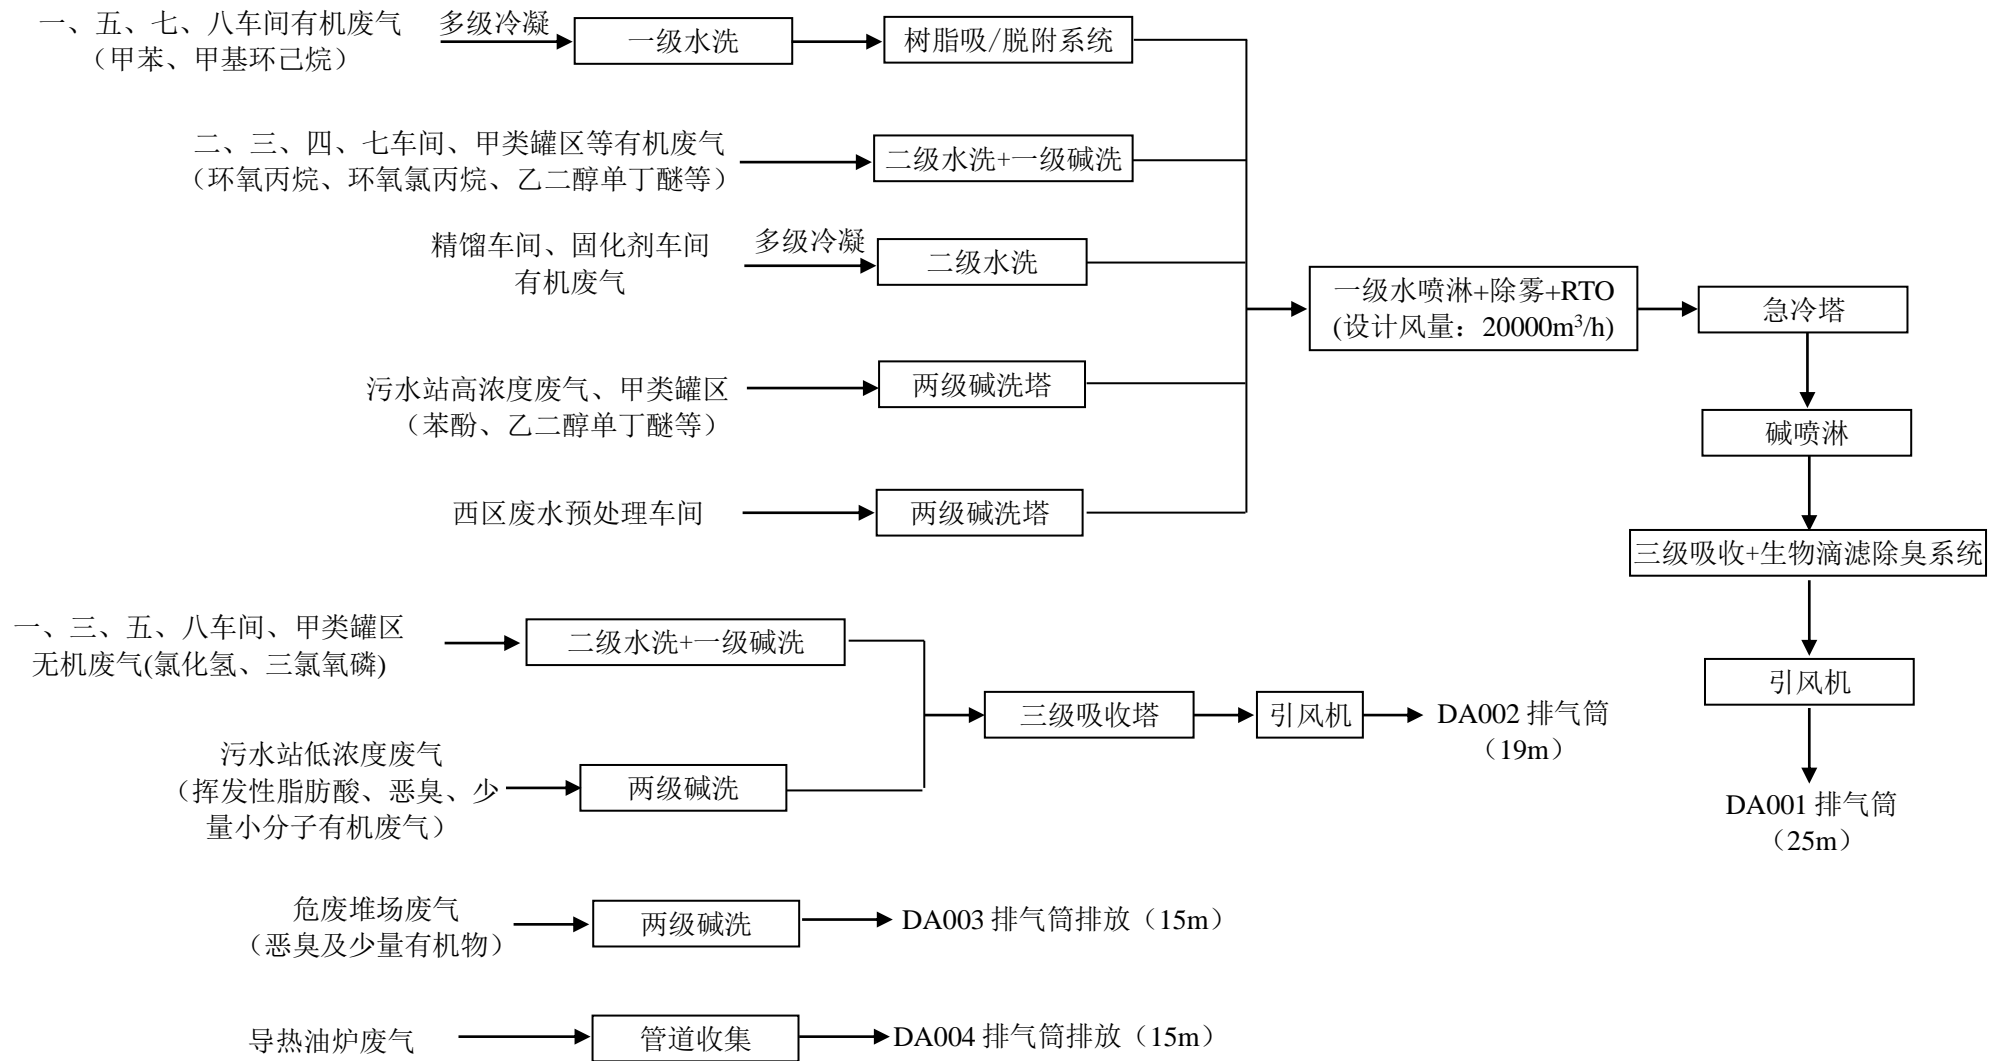 一、五、七、八车间有机废气
（甲苯、甲基环己烷）
多级冷凝
一级水洗
树脂吸/脱附系统
二、三、四、七车间、甲类罐区等有机废气
（环氧丙烷、环氧氯丙烷、乙二醇单丁醚等）
二级水洗+一级碱洗
精馏车间、固化剂车间
有机废气
多级冷凝
二级水洗
污水站高浓度废气、甲类罐区
（苯酚、乙二醇单丁醚等）
两级碱洗塔
西区废水预处理车间
两级碱洗塔
一级水喷淋+除雾+RTO
(设计风量：20000m³/h)
急冷塔
碱喷淋
三级吸收+生物滴滤除臭系统
引风机
DA001 排气筒
（25m）
一、三、五、八车间、甲类罐区
无机废气(氯化氢、三氯氧磷)
二级水洗+一级碱洗
污水站低浓度废气
（挥发性脂肪酸、恶臭、少
量小分子有机废气）
两级碱洗
三级吸收塔
引风机
DA002 排气筒
（19m）
危废堆场废气
（恶臭及少量有机物）
两级碱洗
DA003 排气筒排放（15m）
导热油炉废气
管道收集
DA004 排气筒排放（15m）